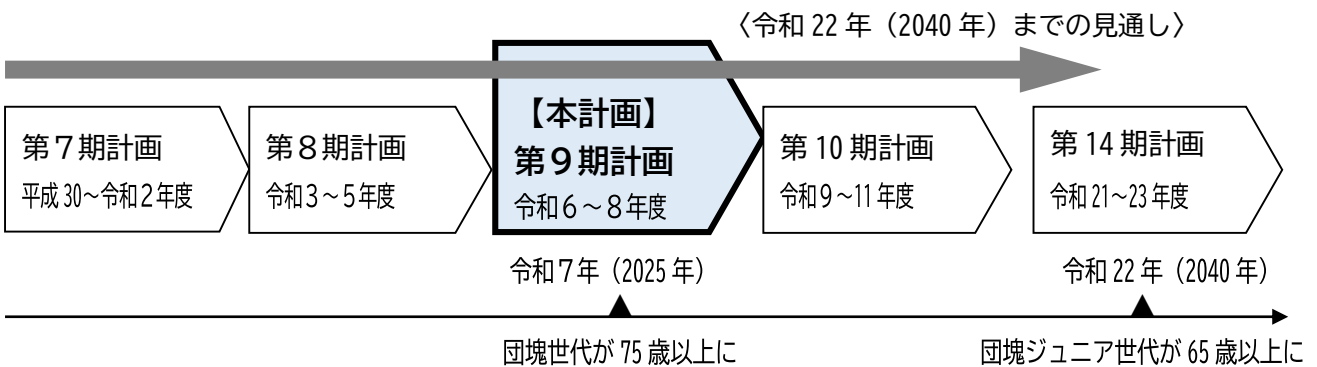 〈令和 22 年（2040 年）までの見通し〉
第７期計画
平成 30～令和２年度
第８期計画
令和３～５年度
【本計画】
第９期計画
令和６～８年度
第 10 期計画
令和９～11 年度
第 14 期計画
令和 21～23 年度
令和７年（2025 年）
令和 22 年（2040 年）
団塊世代が 75 歳以上に
団塊ジュニア世代が 65 歳以上に